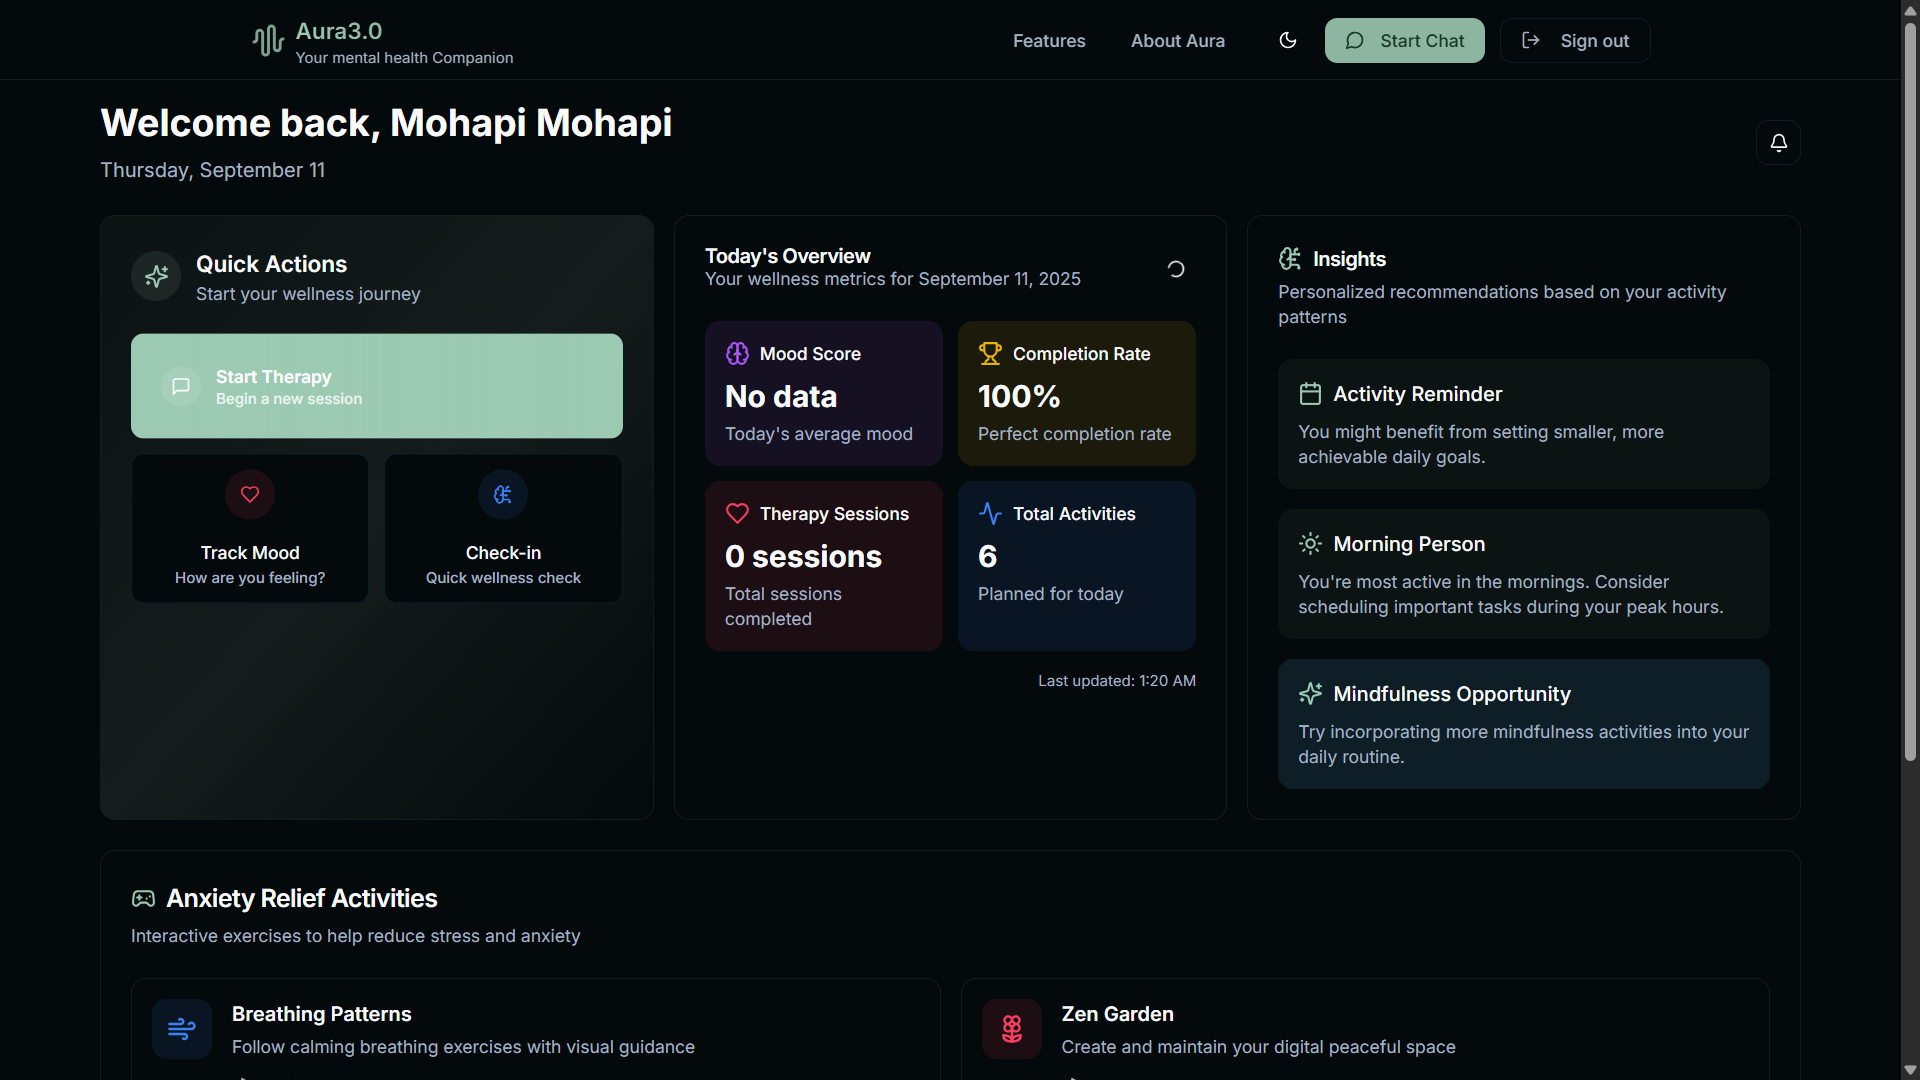 Aura3.0
Your mental health Companion
Features
About Aura
Start Chat
Sign out
Welcome back, Mohapi Mohapi
Thursday, September 11
Quick Actions
Start your wellness journey
Start Therapy
Begin a new session
Track Mood
How are you feeling?
Check-in
Quick wellness check
Today's Overview
Your wellness metrics for September 11, 2025
Mood Score
No data
Today's average mood
Completion Rate
100%
Perfect completion rate
Therapy Sessions
0 sessions
Total sessions
completed
Total Activities
6
Planned for today
Last updated: 1:20 AM
Insights
Personalized recommendations based on your activity
patterns
Activity Reminder
You might benefit from setting smaller, more
achievable daily goals.
Morning Person
You're most active in the mornings. Consider
scheduling important tasks during your peak hours.
Mindfulness Opportunity
Try incorporating more mindfulness activities into your
daily routine.
Anxiety Relief Activities
Interactive exercises to help reduce stress and anxiety
Breathing Patterns
Follow calming breathing exercises with visual guidance
Zen Garden
Create and maintain your digital peaceful space